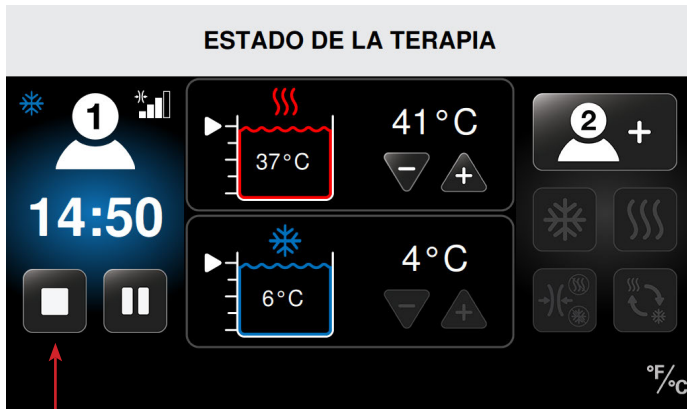 ESTADO DE LA TERAPIA
1
14:50
37°C
41°C
- +
6°C
4°C
- +
2 +
°F/°C